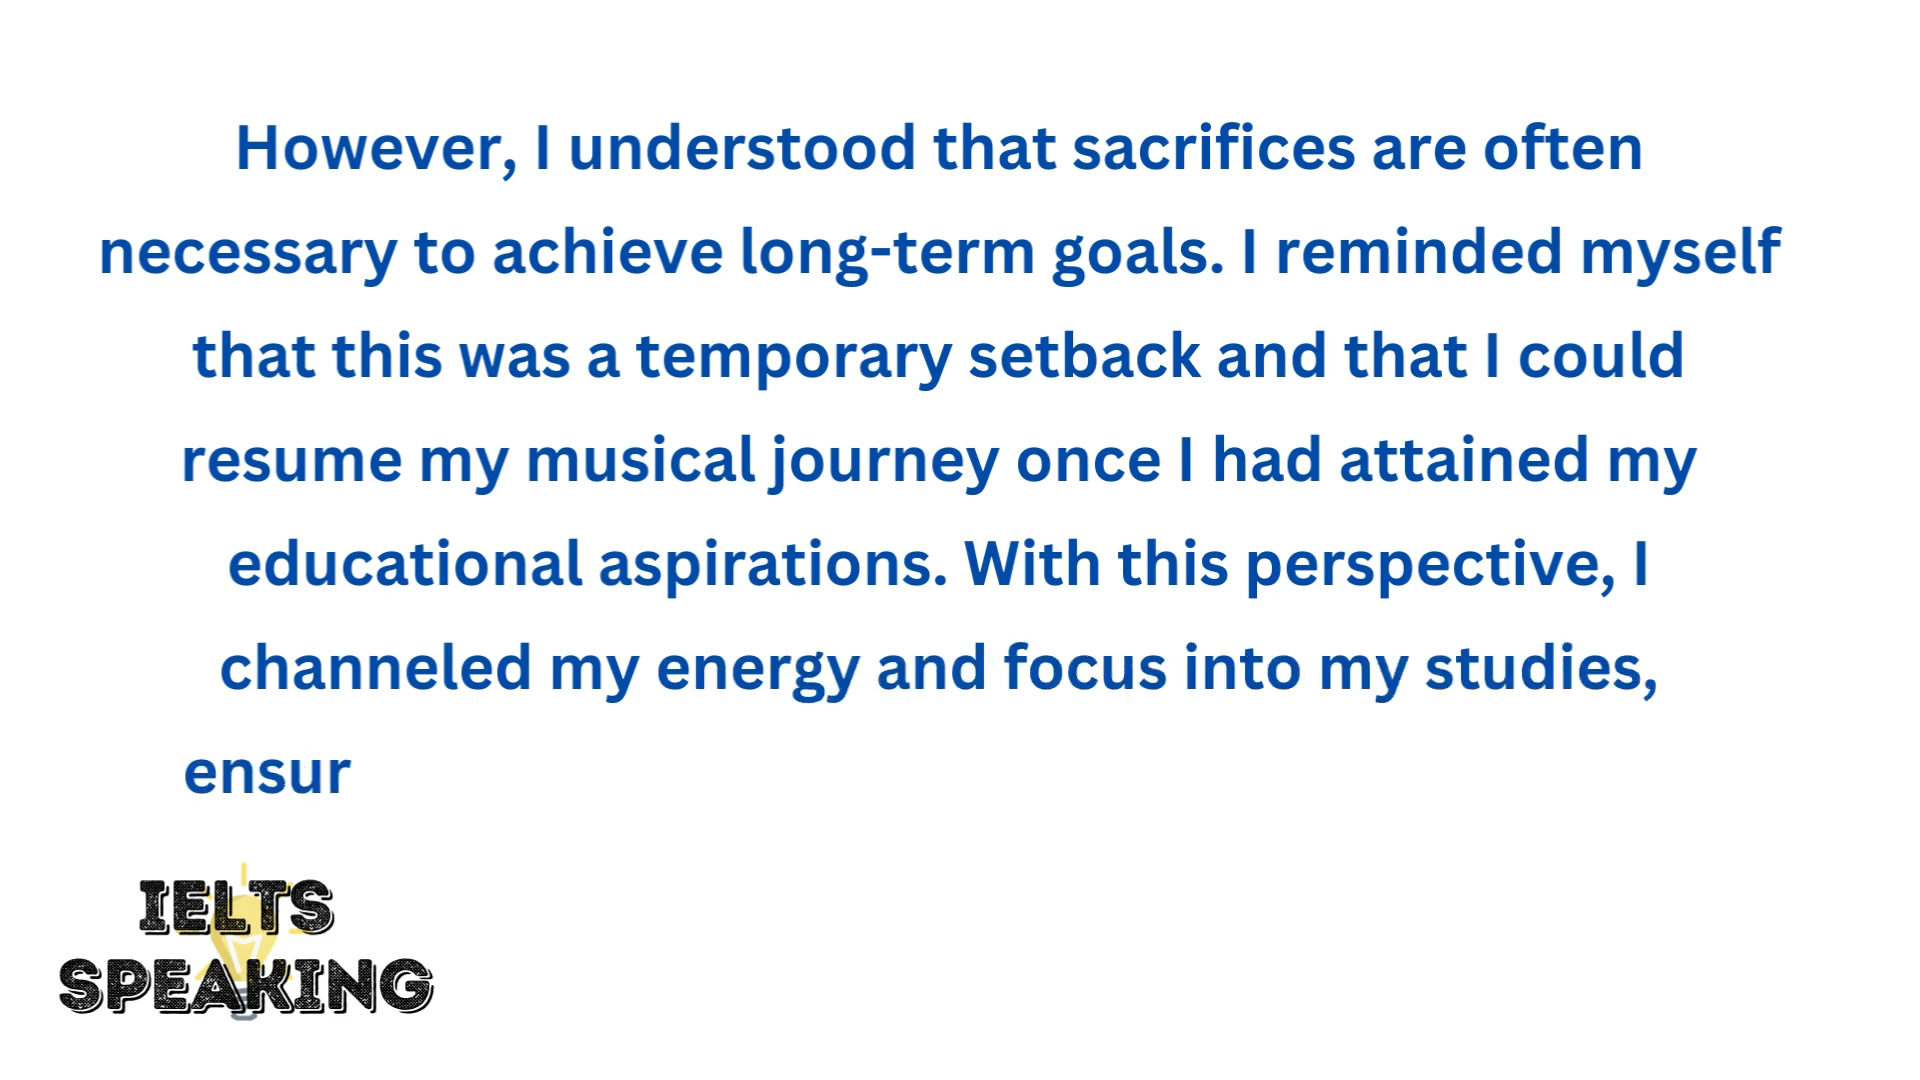 However, I understood that sacrifices are often
necessary to achieve long-term goals. I reminded myself
that this was a temporary setback and that I could
resume my musical journey once I had attained my
educational aspirations. With this perspective, I
channeled my energy and focus into my studies,
ensur
IELTS
SPEAKING